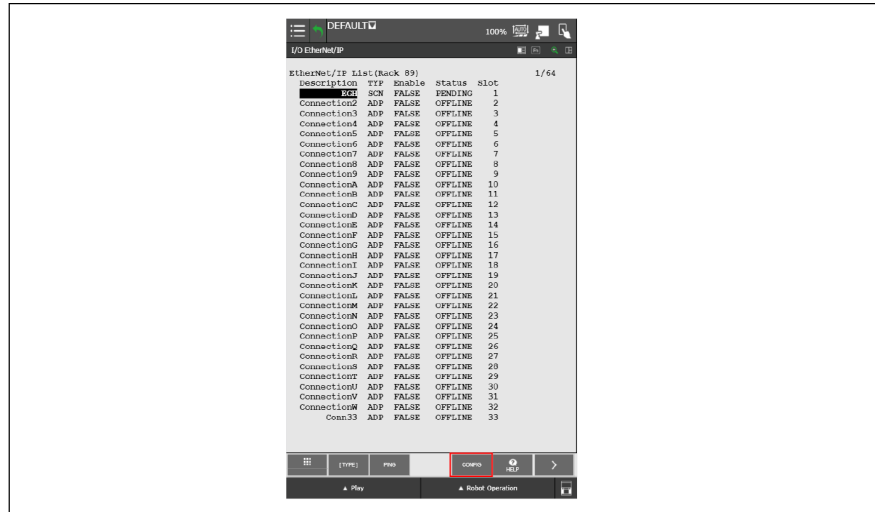 DEFAULT
100%
AUTO
I/O EtherNet/IP
EtherNet/IP List(Rack 89) 1/64
Description TYP Enable Status Slot
EGH SCN FALSE PENDING 1
Connection2 ADP FALSE OFFLINE 2
Connection3 ADP FALSE OFFLINE 3
Connection4 ADP FALSE OFFLINE 4
Connection5 ADP FALSE OFFLINE 5
Connection6 ADP FALSE OFFLINE 6
Connection7 ADP FALSE OFFLINE 7
Connection8 ADP FALSE OFFLINE 8
Connection9 ADP FALSE OFFLINE 9
ConnectionA ADP FALSE OFFLINE 10
ConnectionB ADP FALSE OFFLINE 11
ConnectionC ADP FALSE OFFLINE 12
ConnectionD ADP FALSE OFFLINE 13
ConnectionE ADP FALSE OFFLINE 14
ConnectionF ADP FALSE OFFLINE 15
ConnectionG ADP FALSE OFFLINE 16
ConnectionH ADP FALSE OFFLINE 17
ConnectionI ADP FALSE OFFLINE 18
ConnectionJ ADP FALSE OFFLINE 19
ConnectionK ADP FALSE OFFLINE 20
ConnectionL ADP FALSE OFFLINE 21
ConnectionM ADP FALSE OFFLINE 22
ConnectionN ADP FALSE OFFLINE 23
ConnectionO ADP FALSE OFFLINE 24
ConnectionP ADP FALSE OFFLINE 25
ConnectionQ ADP FALSE OFFLINE 26
ConnectionR ADP FALSE OFFLINE 27
ConnectionS ADP FALSE OFFLINE 28
ConnectionT ADP FALSE OFFLINE 29
ConnectionU ADP FALSE OFFLINE 30
ConnectionV ADP FALSE OFFLINE 31
ConnectionW ADP FALSE OFFLINE 32
Conn33 ADP FALSE OFFLINE 33
[TYPE] PING CONFIG HELP
Play Robot Operation